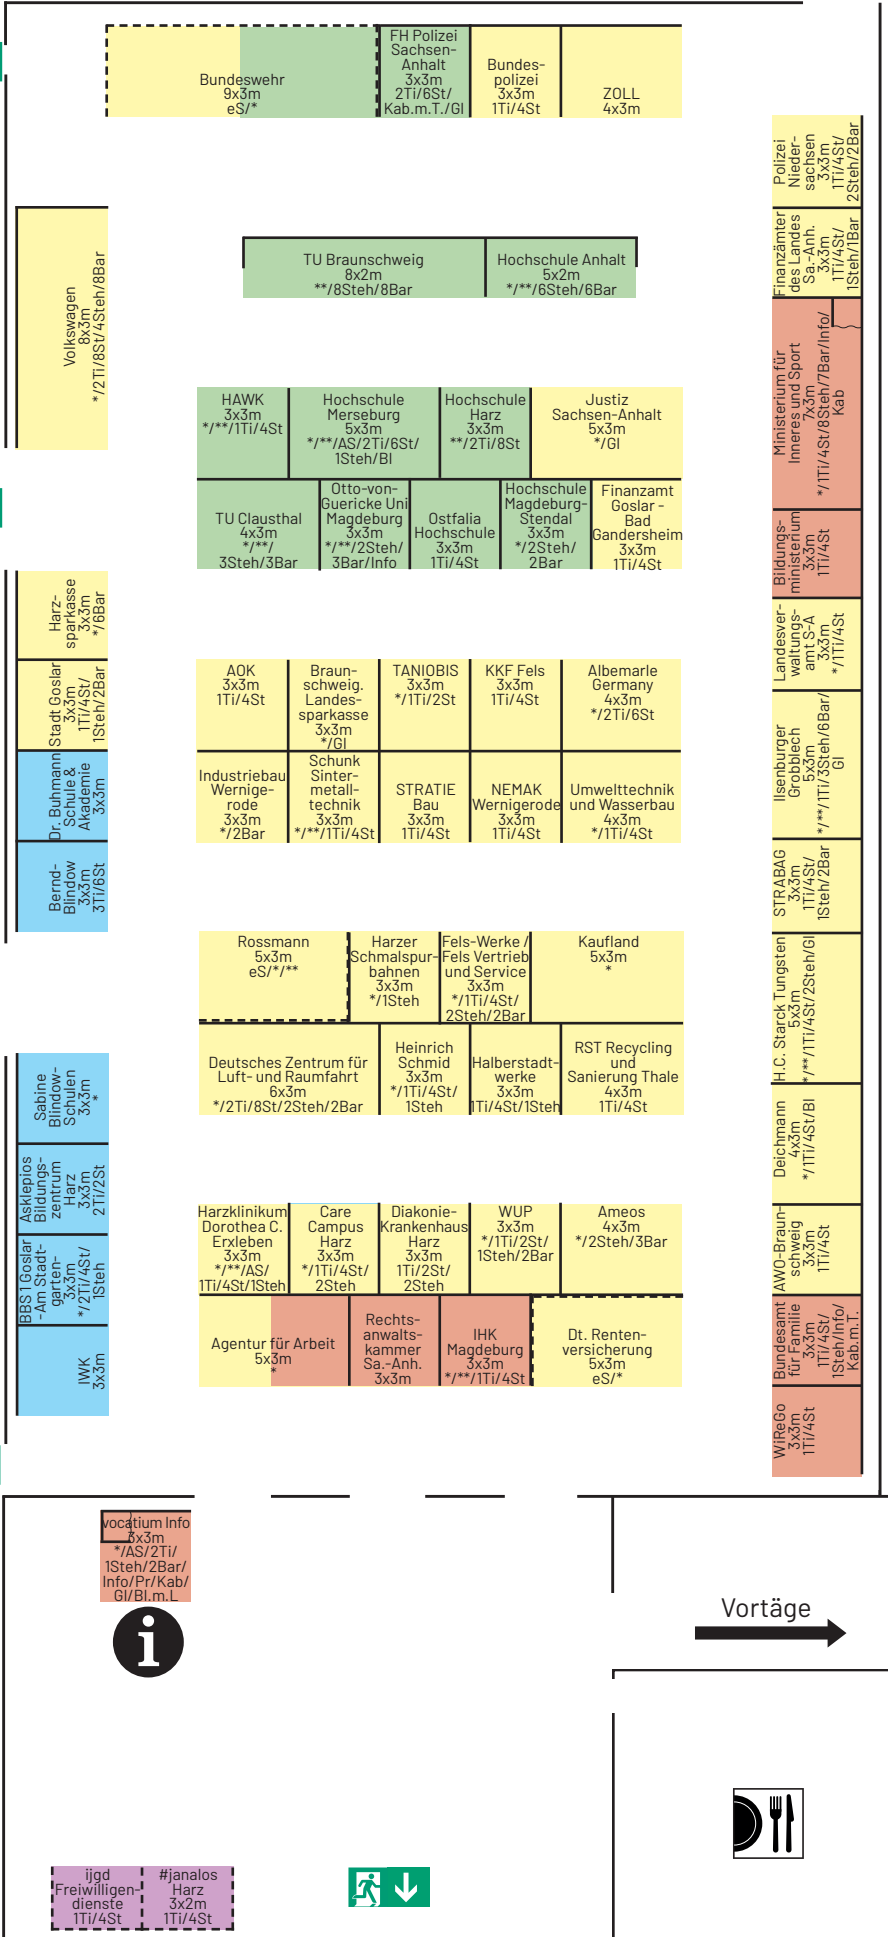 Bundeswehr
9x3m
eS/*
FH Polizei
Sachsen-
Anhalt
3x3m
2Ti/6St/
Kab.m.T./Gl
Bundes-
polizei
3x3m
1Ti/4St
ZOLL
4x3m
Polizei
Nieder-
sachsen
3x3m
1Ti/4St/
2Steh/2Bar
Finanzämter
des Landes
Sa.-Anh.
3x3m
1Ti/4St/
1Steh/1Bar
Ministerium für
Inneres und Sport
7x3m
*/1Ti/4St/8Steh/7Bar/Info/
Kab
Bildungs-
ministerium
3x3m
1Ti/4St
Landesver-
waltungs-
amt S-A
3x3m
*/1Ti/4St
Ilsenburger
Grobblech
5x3m
*/**/1Ti/3Steh/6Bar/
Gl
STRABAG
3x3m
1Ti/4St/
1Steh/2Bar
H.C. Starck Tungsten
5x3m
*/**/1Ti/4St/2Steh/Gl
Deichmann
4x3m
*/1Ti/4St/Bl
AWO-Braun-
schweig
3x3m
1Ti/4St
Bundesamt
für Familie
3x3m
1Ti/4St/
1Steh/Info/
Kab.m.T.
WiReGo
3x3m
1Ti/4St
Volkswagen
8x3m
*/2Ti/8St/4Steh/8Bar
TU Braunschweig
8x2m
**/8Steh/8Bar
Hochschule Anhalt
5x2m
*/**/6Steh/6Bar
HAWK
3x3m
*/**/1Ti/4St
Hochschule
Merseburg
5x3m
*/**/AS/2Ti/6St/
1Steh/Bl
Hochschule
Harz
3x3m
**/2Ti/8St
Justiz
Sachsen-Anhalt
5x3m
*/Gl
TU Clausthal
4x3m
*/**/
3Steh/3Bar
Otto-von-
Guericke Uni
Magdeburg
3x3m
*/**/2Steh/
3Bar/Info
Ostfalia
Hochschule
3x3m
1Ti/4St
Hochschule
Magdeburg-
Stendal
3x3m
*/2Steh/
2Bar
Finanzamt
Goslar -
Bad
Gandersheim
3x3m
1Ti/4St
Harz-
sparkasse
3x3m
*/6Bar
Stadt Goslar
3x3m
1Ti/4St/
1Steh/2Bar
Dr. Buhmann
Schule &
Akademie
3x3m
Bernd-
Blindow
3x3m
3Ti/6St
AOK
3x3m
1Ti/4St
Braun-
schweig.
Landes-
sparkasse
3x3m
*/Gl
TANIOBIS
3x3m
*/1Ti/2St
KKF Fels
3x3m
1Ti/4St
Albemarle
Germany
4x3m
*/2Ti/6St
Industriebau
Wernige-
rode
3x3m
*/2Bar
Schunk
Sinter-
metall-
technik
3x3m
*/**/1Ti/4St
STRATIE
Bau
3x3m
1Ti/4St
NEMAK
Wernigerode
3x3m
1Ti/4St
Umwelttechnik
und Wasserbau
4x3m
*/1Ti/4St
Rossmann
5x3m
eS/*/**
Harzer
Schmalspur-
bahnen
3x3m
*/1Steh
Fels-Werke /
Fels Vertrieb
und Service
3x3m
*/1Ti/4St/
2Steh/2Bar
Kaufland
5x3m
*
Deutsches Zentrum für
Luft- und Raumfahrt
6x3m
*/2Ti/8St/2Steh/2Bar
Heinrich
Schmid
3x3m
*/1Ti/4St/
1Steh
Halberstadt-
werke
3x3m
1Ti/4St/1Steh
RST Recycling
und
Sanierung Thale
4x3m
1Ti/4St
Sabine
Blindow-
Schulen
3x3m
*
Asklepios
Bildungs-
zentrum
Harz
3x3m
2Ti/2St
BBS 1 Goslar
-Am Stadt-
garten-
3x3m
*/2Ti/4St/
1Steh
IWK
3x3m
Harzklinikum
Dorothea C.
Erxleben
3x3m
*/**/AS/
1Ti/4St/1Steh
Care
Campus
Harz
3x3m
*/1Ti/4St/
2Steh
Diakonie-
Krankenhaus
Harz
3x3m
1Ti/2St/
2Steh
WUP
3x3m
*/1Ti/2St/
1Steh/2Bar
Ameos
4x3m
*/2Steh/3Bar
Agentur für Arbeit
5x3m
*
Rechts-
anwalts-
kammer
Sa.-Anh.
3x3m
IHK
Magdeburg
3x3m
*/**/1Ti/4St
Dt. Renten-
versicherung
5x3m
eS/*
vocatium Info
3x3m
*/AS/2Ti/
1Steh/2Bar/
Info/Pr/Kab/
Gl/Bl.m.L
i
Vortäge
ijgd
Freiwilligen-
dienste
1Ti/4St
#janalos
Harz
3x2m
1Ti/4St